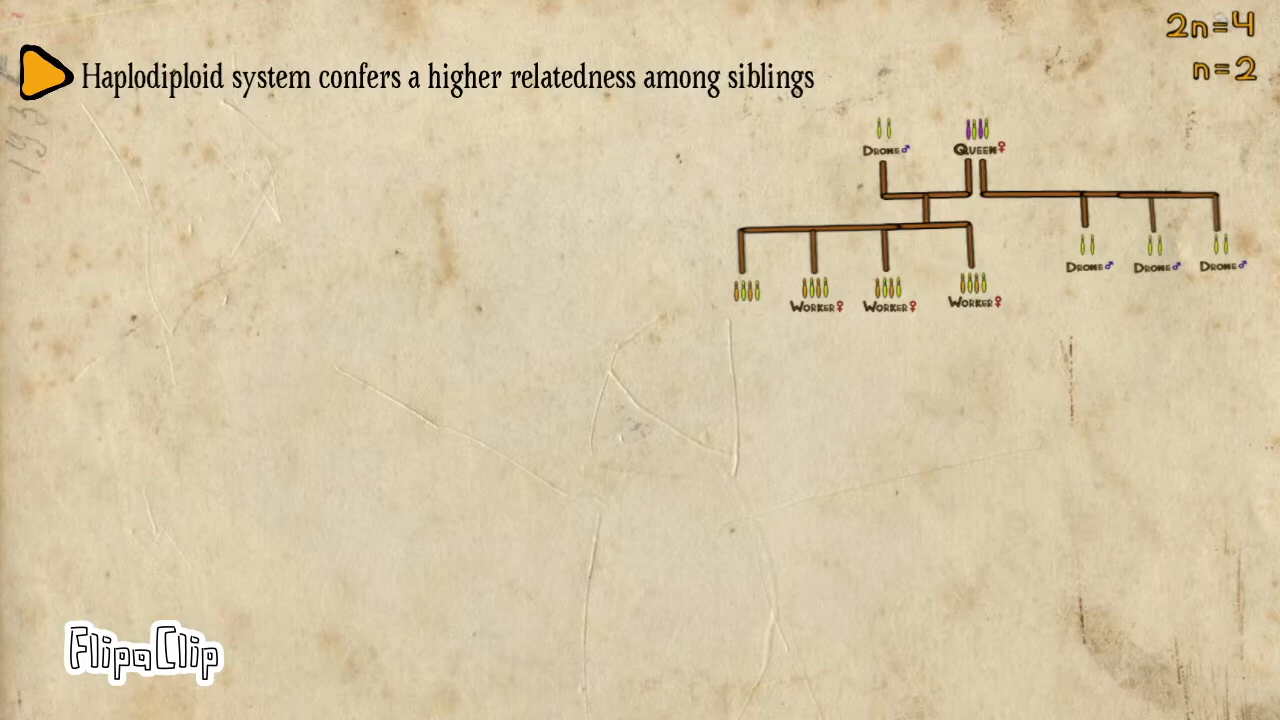 2n=4
n=2
Haplodiploid system confers a higher relatedness among siblings
Drone♂ Queen♀
Drone♂ Drone♂ Drone♂
Worker♀ Worker♀ Worker♀
FlipaClip